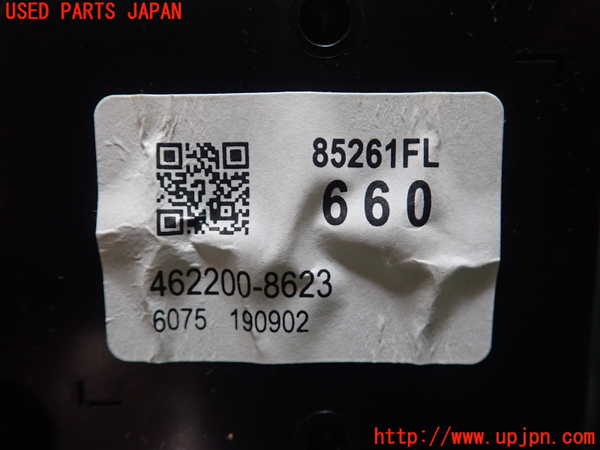 USED PARTS JAPAN
85261FL
660
462200-8623
6075 190902
http://www.upjpn.com/